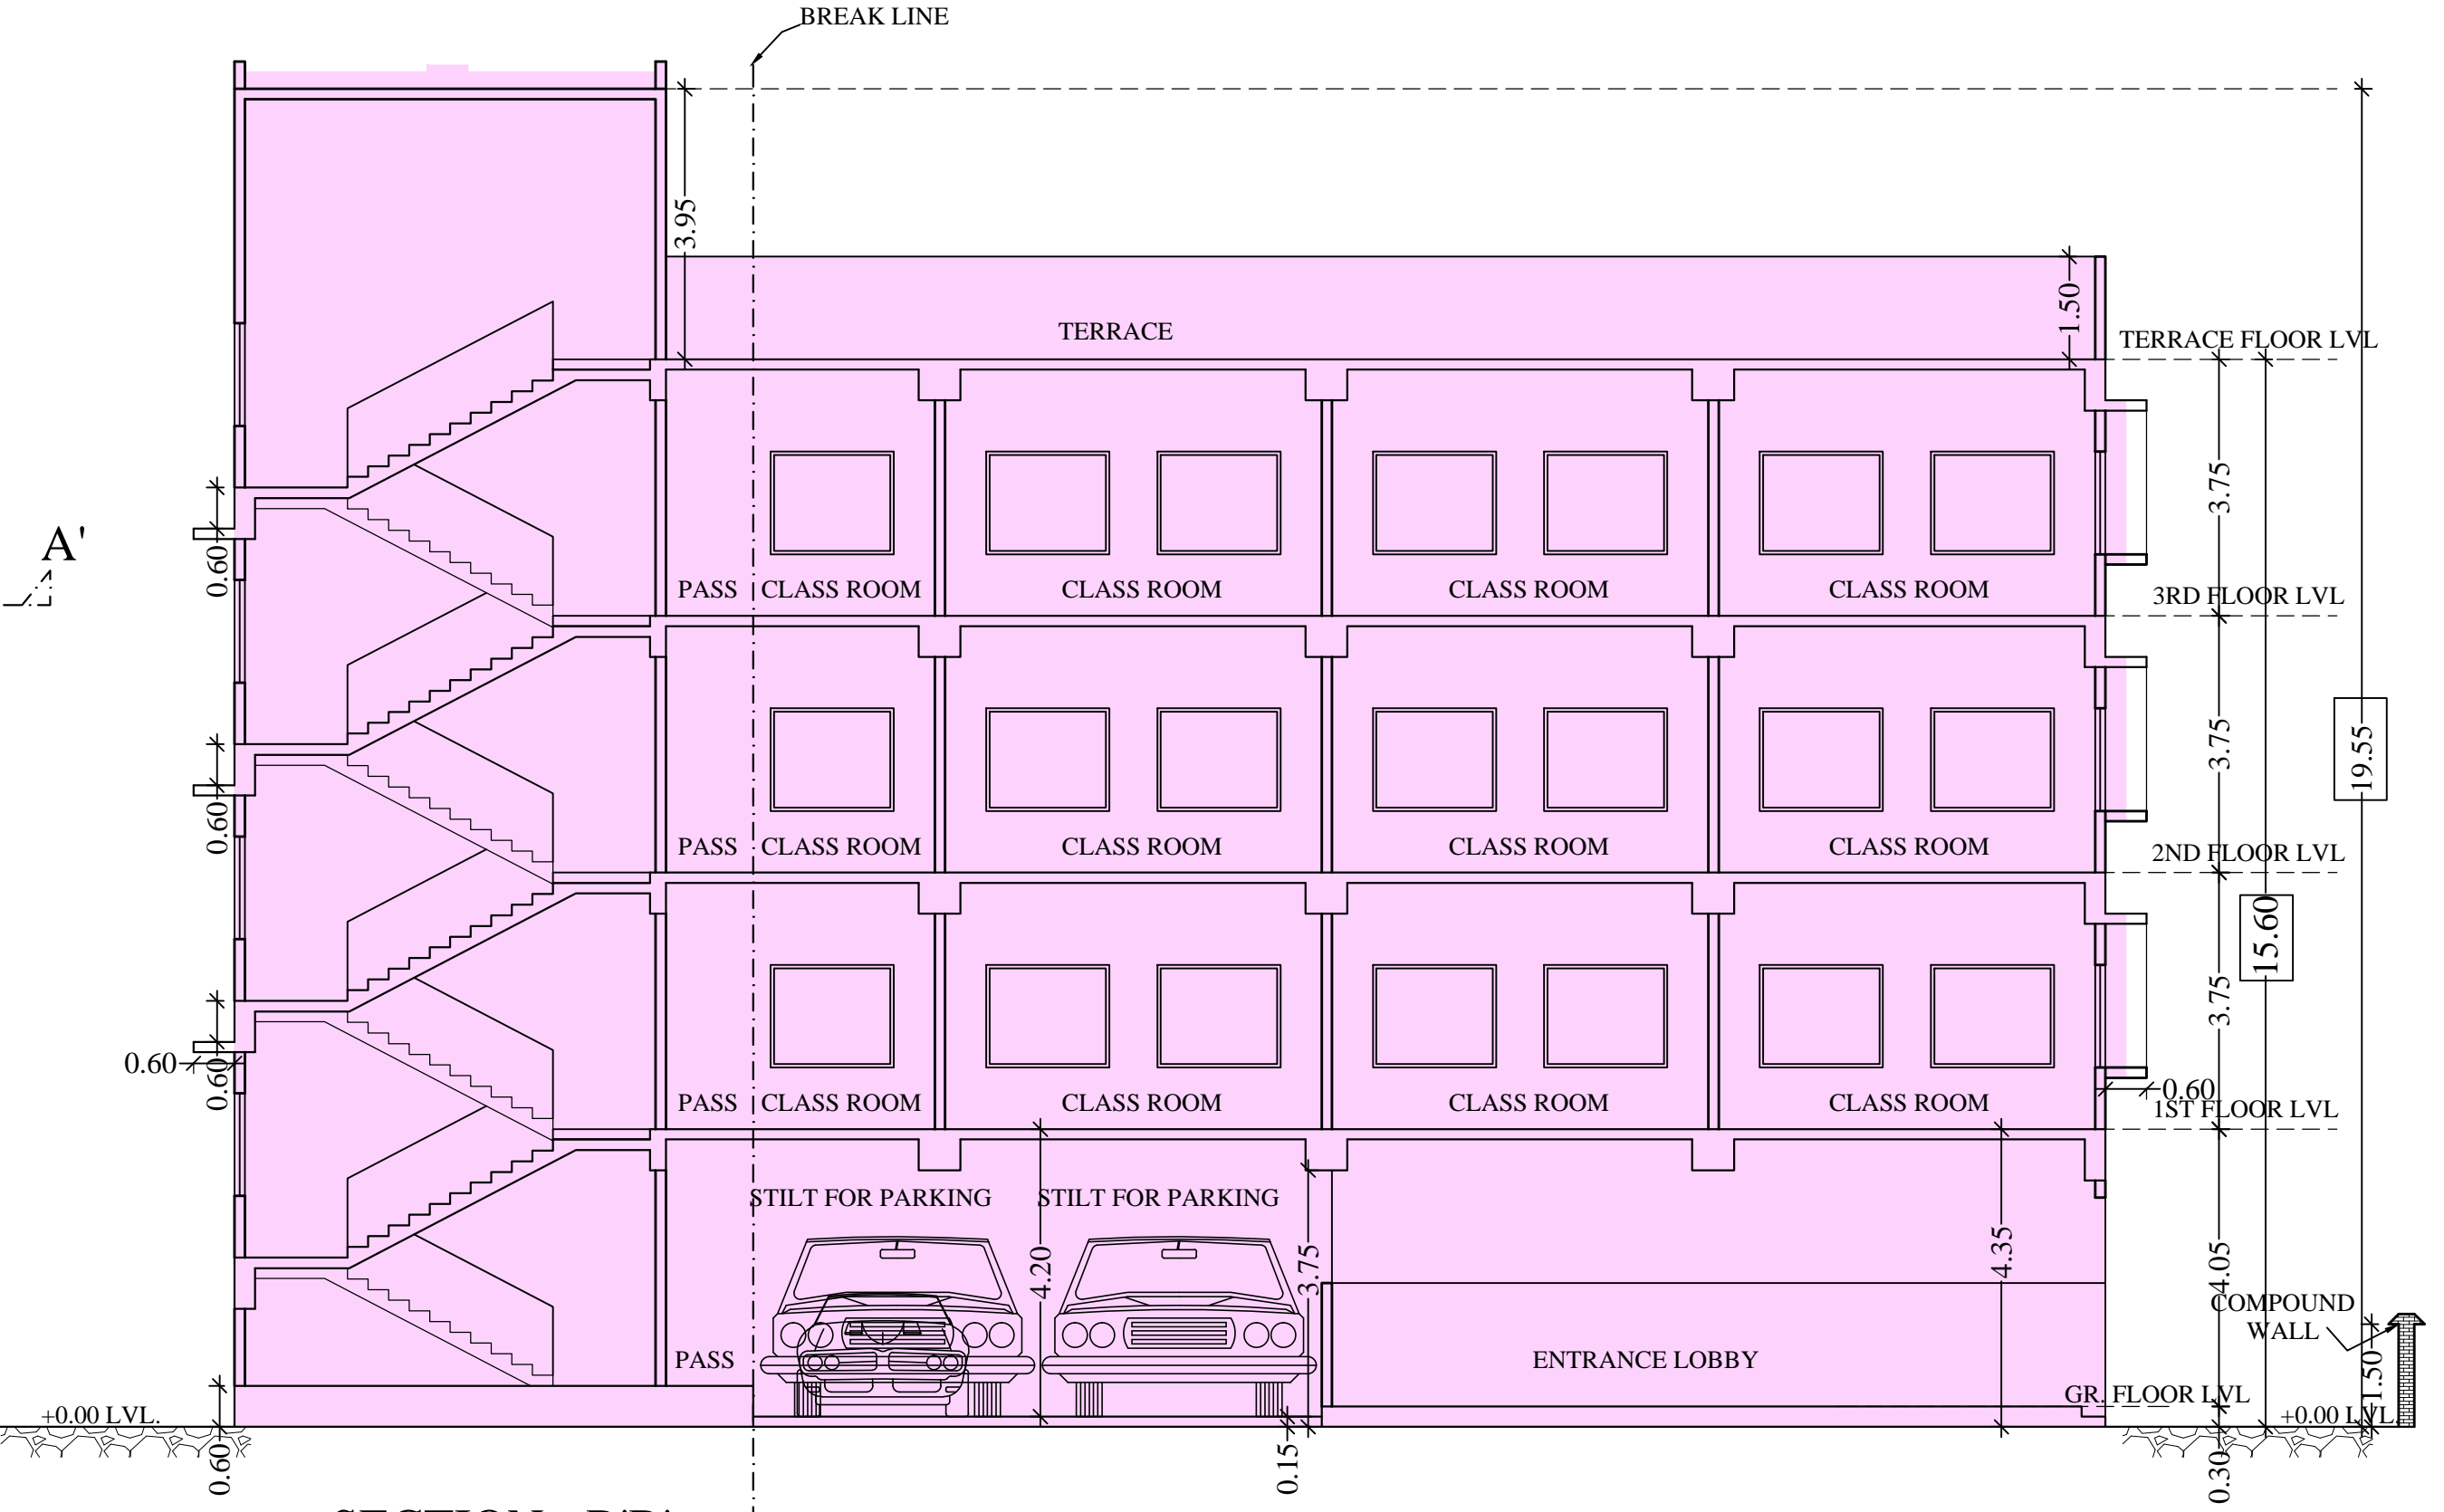 BREAK LINE
3.95
TERRACE
1.50
TERRACE FLOOR LVL
A'
0.60
3.75
PASS CLASS ROOM CLASS ROOM CLASS ROOM CLASS ROOM
3RD FLOOR LVL
0.60
3.75
19.55
PASS CLASS ROOM CLASS ROOM CLASS ROOM CLASS ROOM
2ND FLOOR LVL
15.60
3.75
0.60
0.60
0.60
PASS CLASS ROOM CLASS ROOM CLASS ROOM CLASS ROOM
1ST FLOOR LVL
STILT FOR PARKING STILT FOR PARKING
4.20
3.75
4.35
4.05
COMPOUND
WALL
PASS
ENTRANCE LOBBY
1.50
GR. FLOOR LVL
+0.00 LVL.
+0.00 LVL.
0.60
0.15
0.30